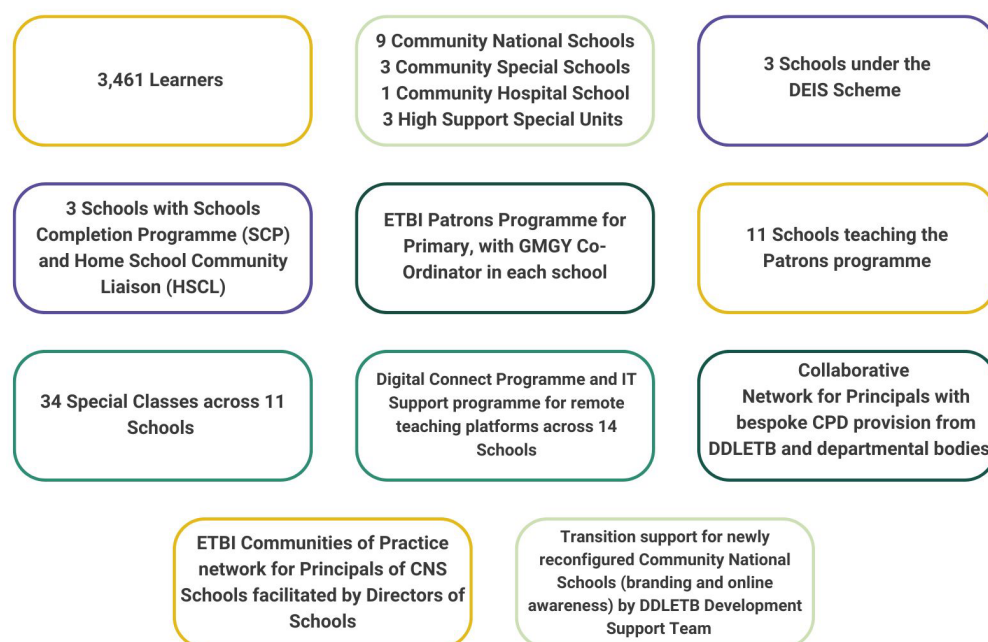 3,461 Learners
9 Community National Schools
3 Community Special Schools
1 Community Hospital School
3 High Support Special Units
3 Schools under the
DEIS Scheme
3 Schools with Schools
Completion Programme (SCP)
and Home School Community
Liaison (HSCL)
ETBI Patrons Programme for
Primary, with GMGY Co-
Ordinator in each school
11 Schools teaching the
Patrons programme
34 Special Classes across 11
Schools
Digital Connect Programme and IT
Support programme for remote
teaching platforms across 14
Schools
Collaborative
Network for Principals with
bespoke CPD provision from
DDLETB and departmental bodies
ETBI Communities of Practice
network for Principals of CNS
Schools facilitated by Directors of
Schools
Transition support for newly
reconfigured Community National
Schools (branding and online
awareness) by DDLETB Development
Support Team